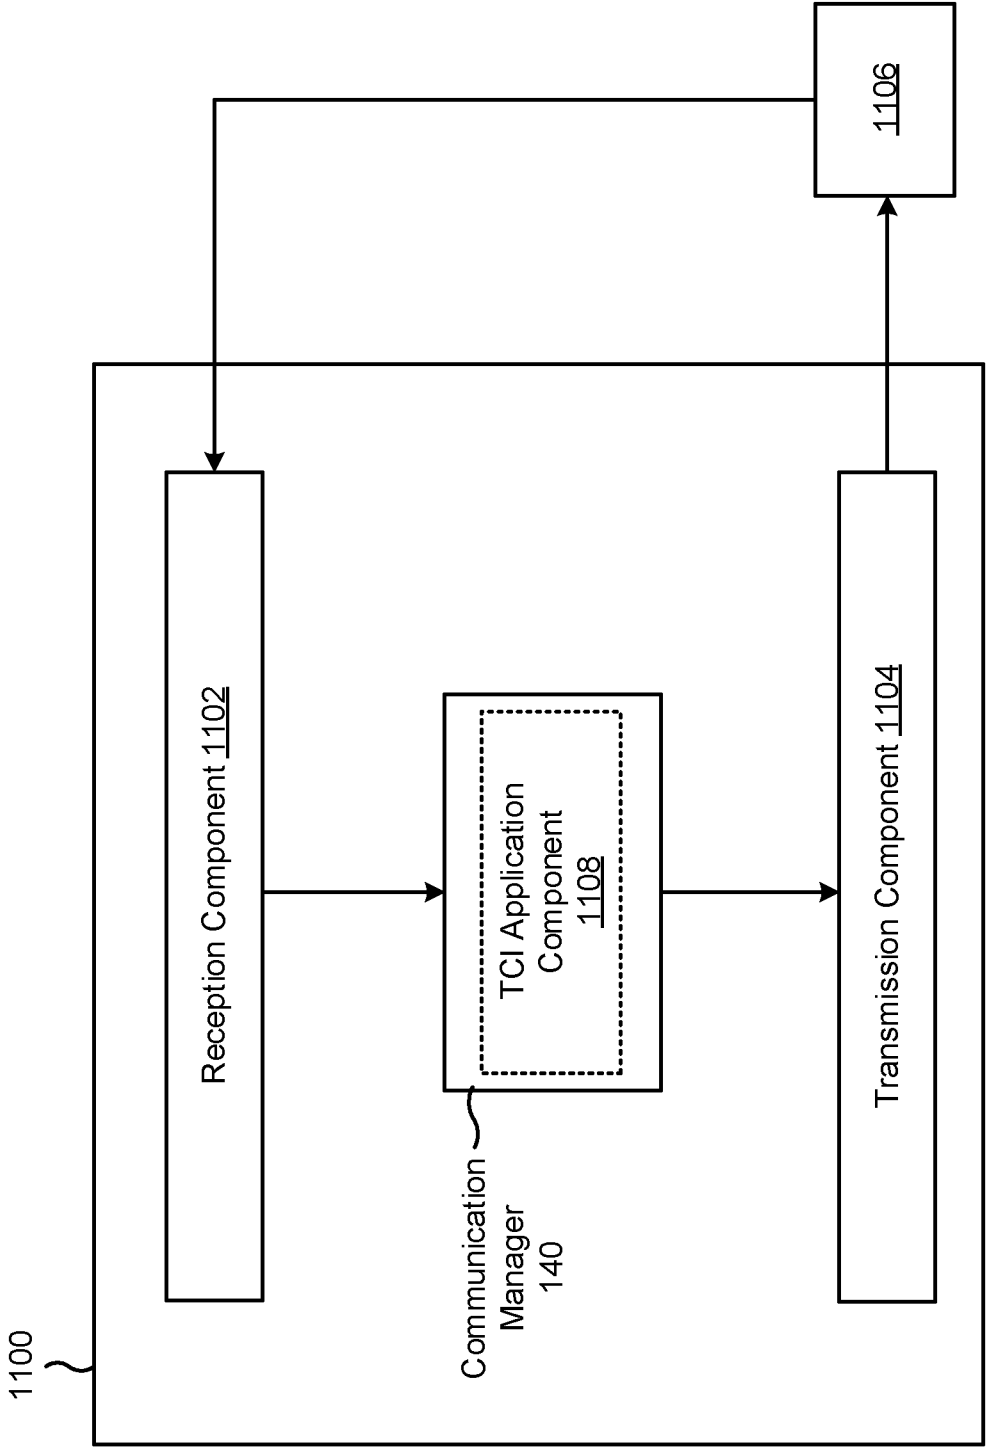 1100
Reception Component 1102
1106
Communication
Manager
140
TCI Application
Component
1108
Transmission Component 1104